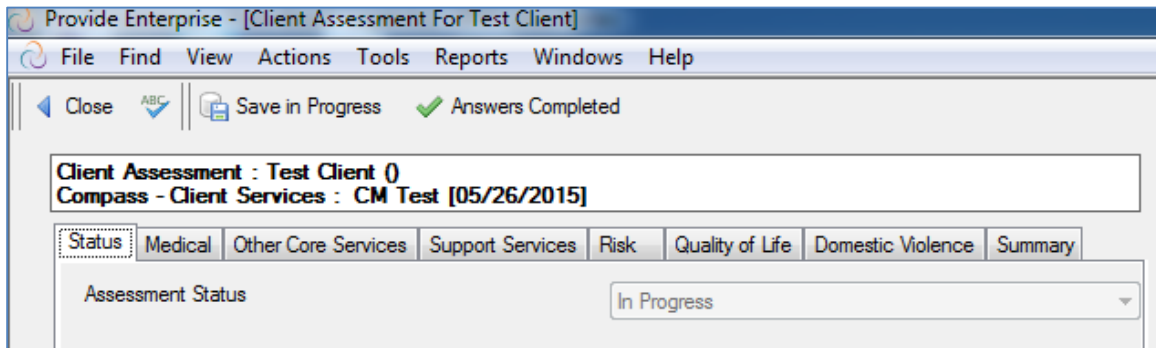 Provide Enterprise - [Client Assessment For Test Client]
File Find View Actions Tools Reports Windows Help
Close ABC Save in Progress Answers Completed
Client Assessment : Test Client ()
Compass - Client Services : CM Test [05/26/2015]
Status Medical Other Core Services Support Services Risk Quality of Life Domestic Violence Summary
Assessment Status In Progress